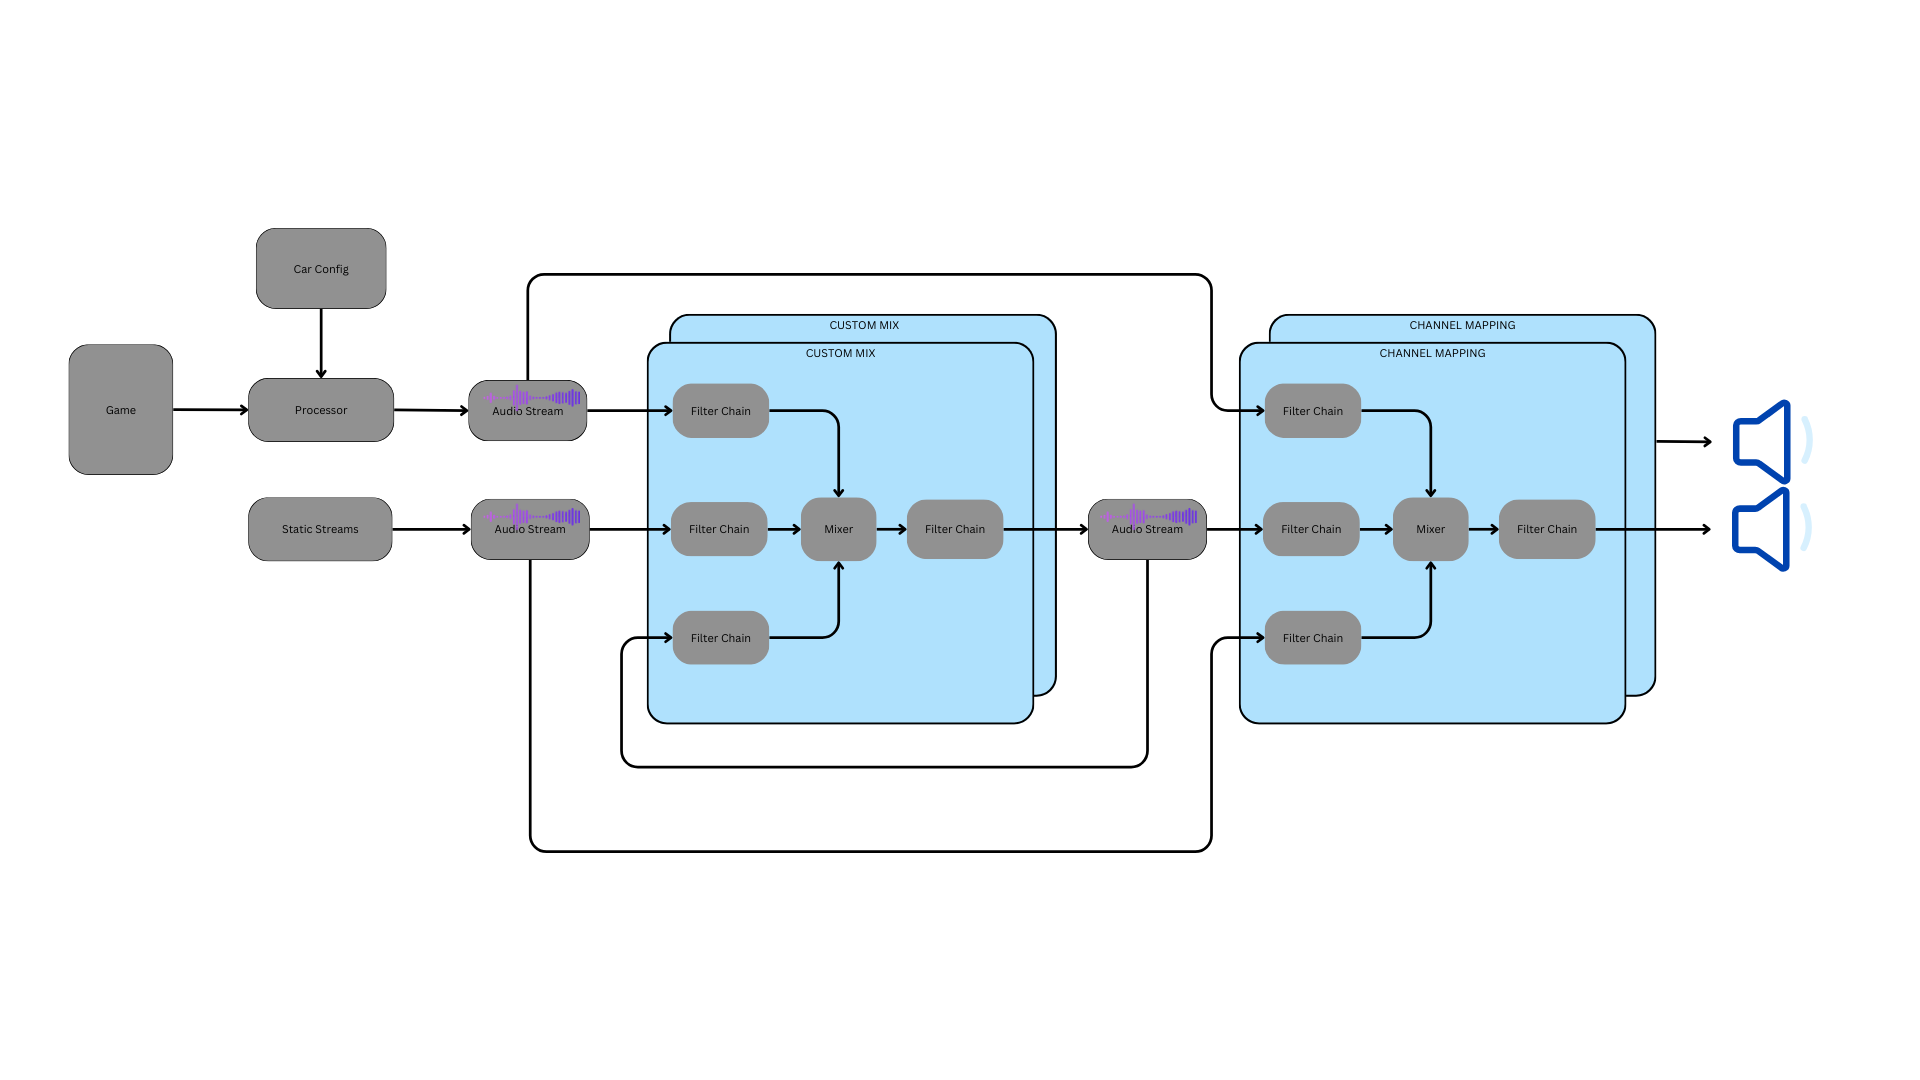 Car Config
Game
Processor
Audio Stream
Static Streams
Audio Stream
CUSTOM MIX
CUSTOM MIX
Filter Chain
Filter Chain
Mixer
Filter Chain
Filter Chain
Audio Stream
CHANNEL MAPPING
CHANNEL MAPPING
Filter Chain
Filter Chain
Mixer
Filter Chain
Filter Chain